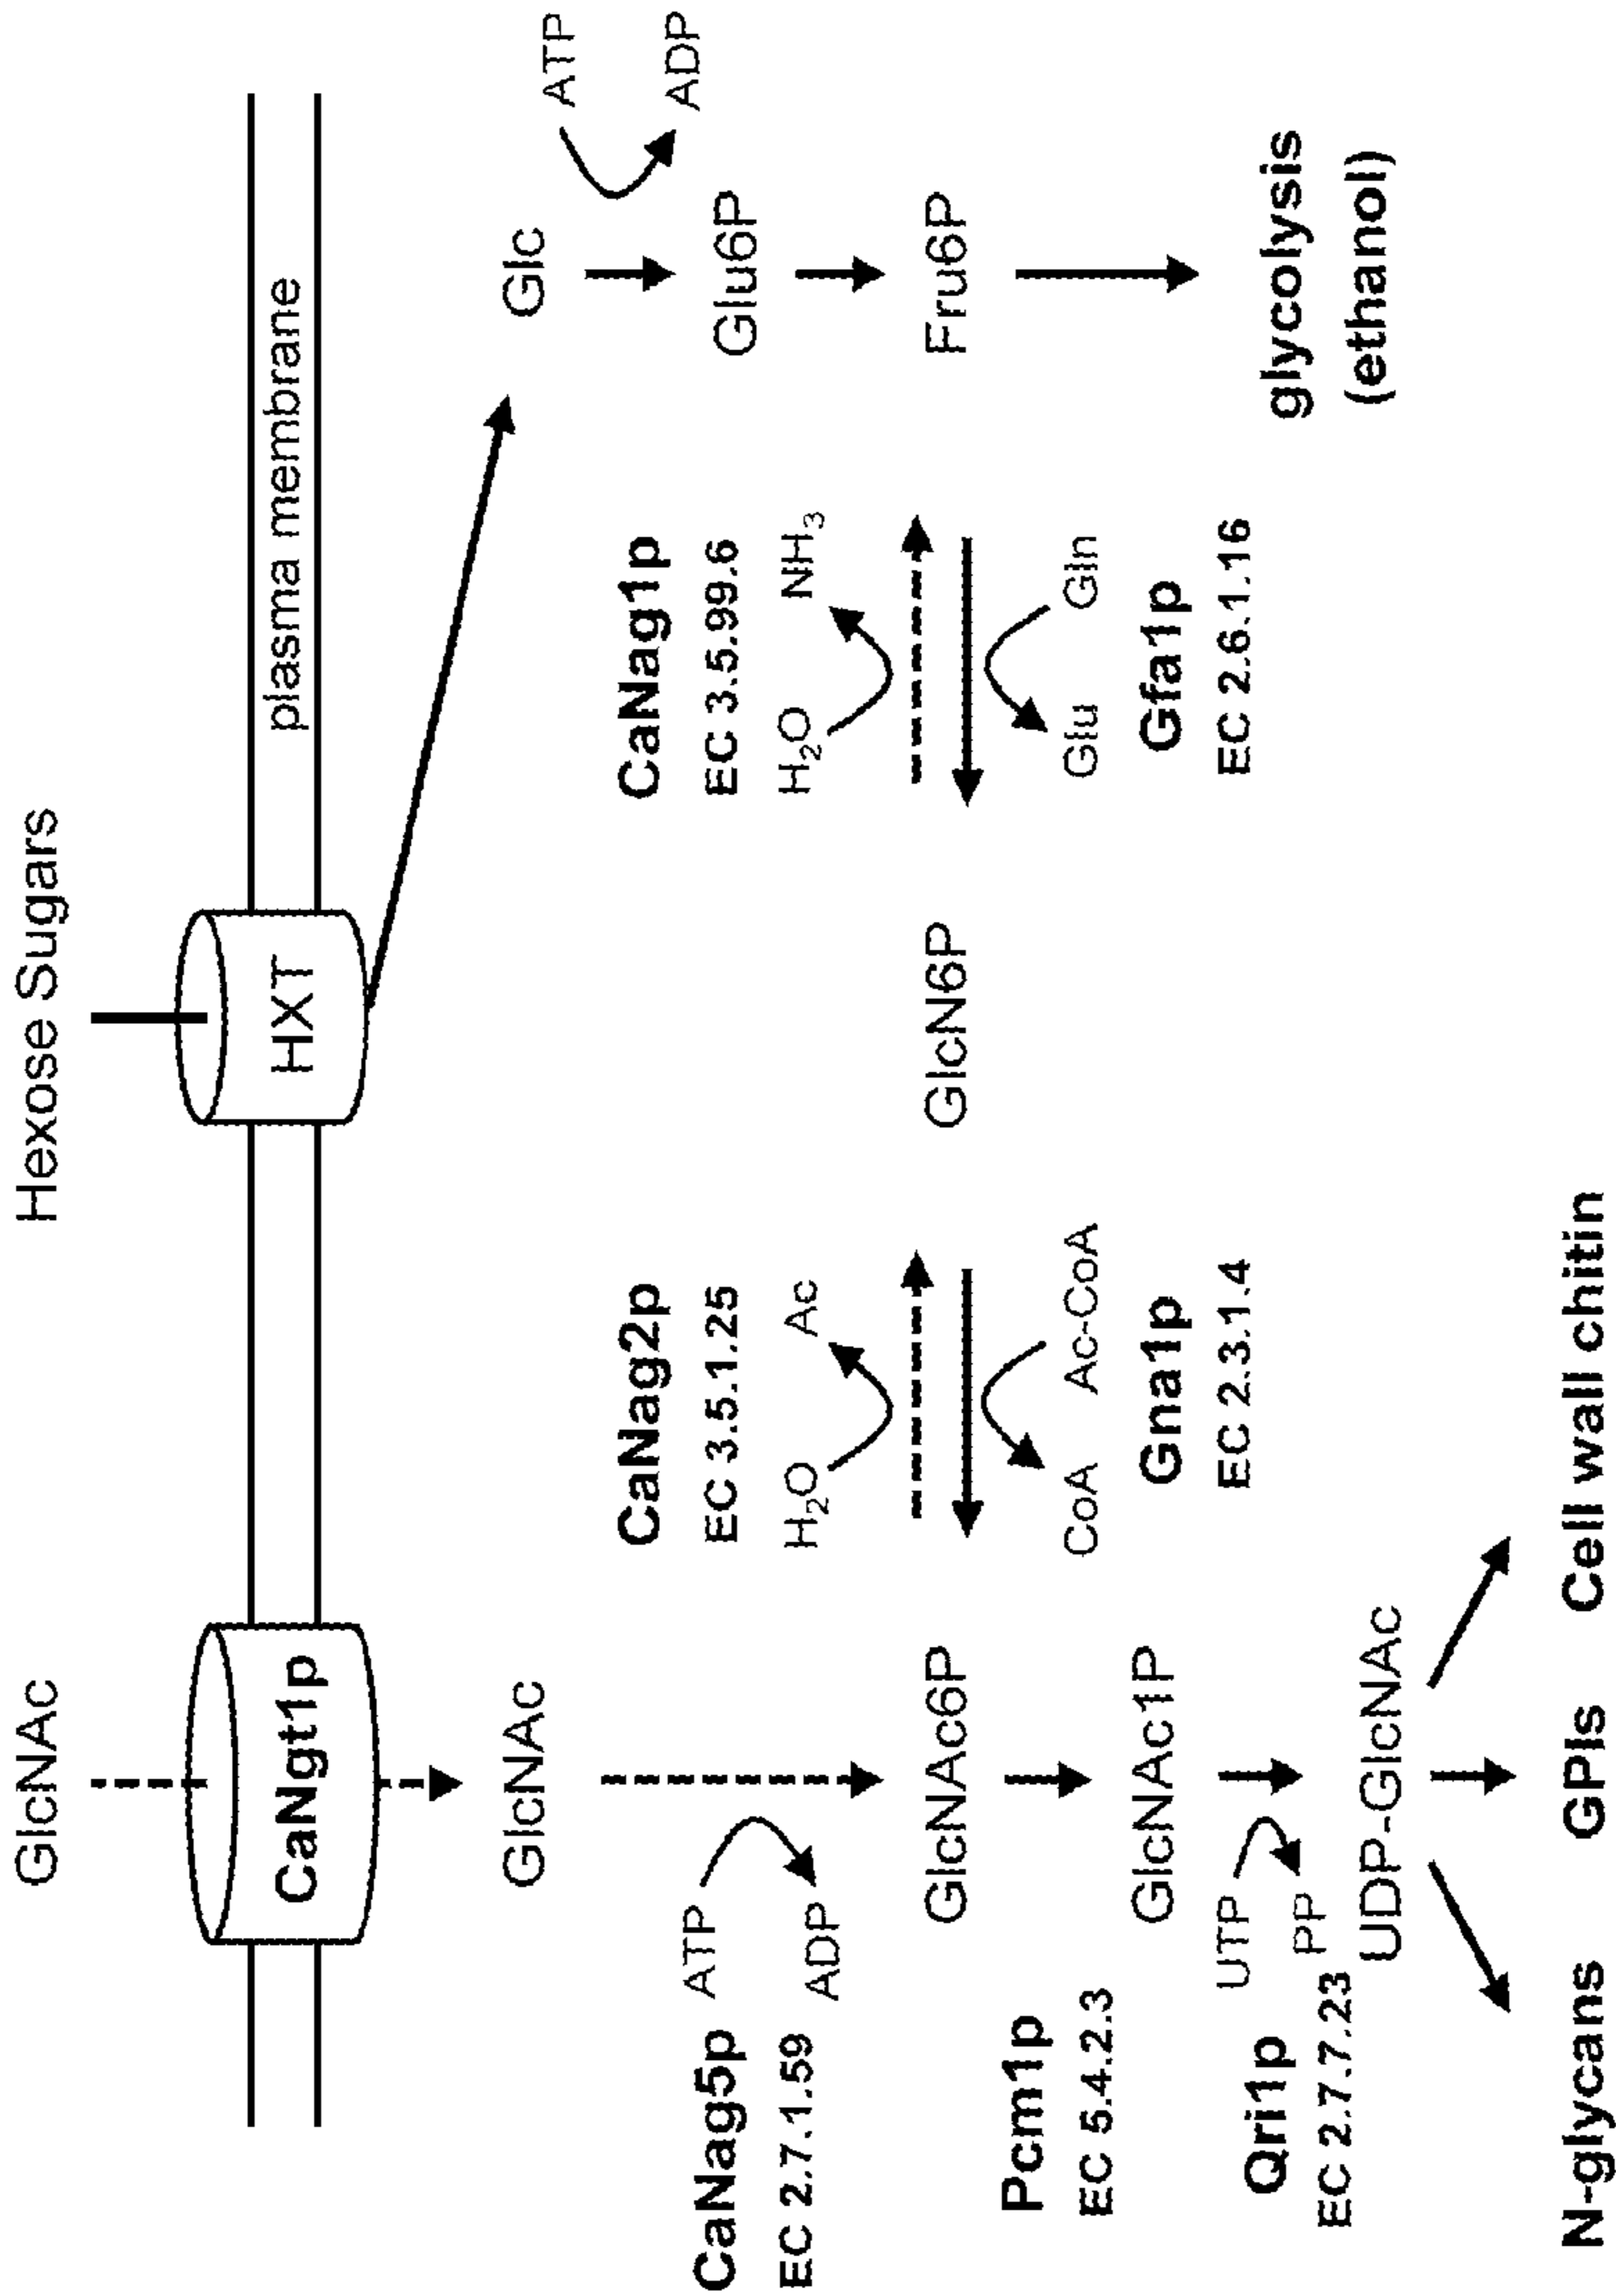 GlcNAc
Hexose Sugars
CaNgt1p
HXT
plasma membrane
GlcNAc
Glc
ATP
ADP
CaNag5p
EC 2.7.1.59
ATP
ADP
CaNag2p
EC 3.5.1.25
H₂O
Ac
CaNag1p
EC 3.5.99.6
H₂O
NH₃
Glu6P
GlcNAc6P
GlcN6P
Fru6P
CoA
Ac-CoA
Gna1p
EC 2.3.1.4
Glu
Gln
Gfa1p
EC 2.6.1.16
Pcm1p
EC 5.4.2.3
GlcNAc1P
Qri1p
EC 2.7.7.23
UTP
PP
UDP-GlcNAc
glycolysis
(ethanol)
N-glycans
GPIs
Cell wall chitin